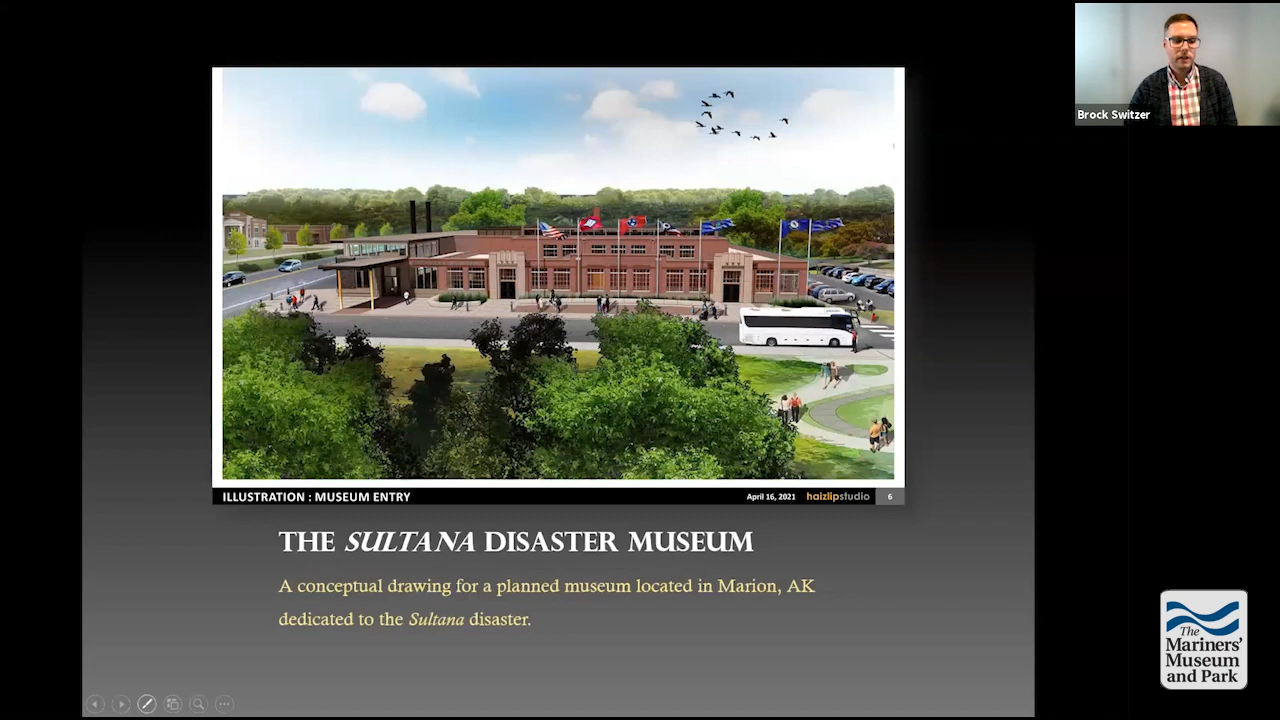 Brock Switzer
ILLUSTRATION : MUSEUM ENTRY
April 16, 2021
haizlipstudio
6
THE SULTANA DISASTER MUSEUM
A conceptual drawing for a planned museum located in Marion, AK
dedicated to the Sultana disaster.
The
Mariners'
Museum
and Park